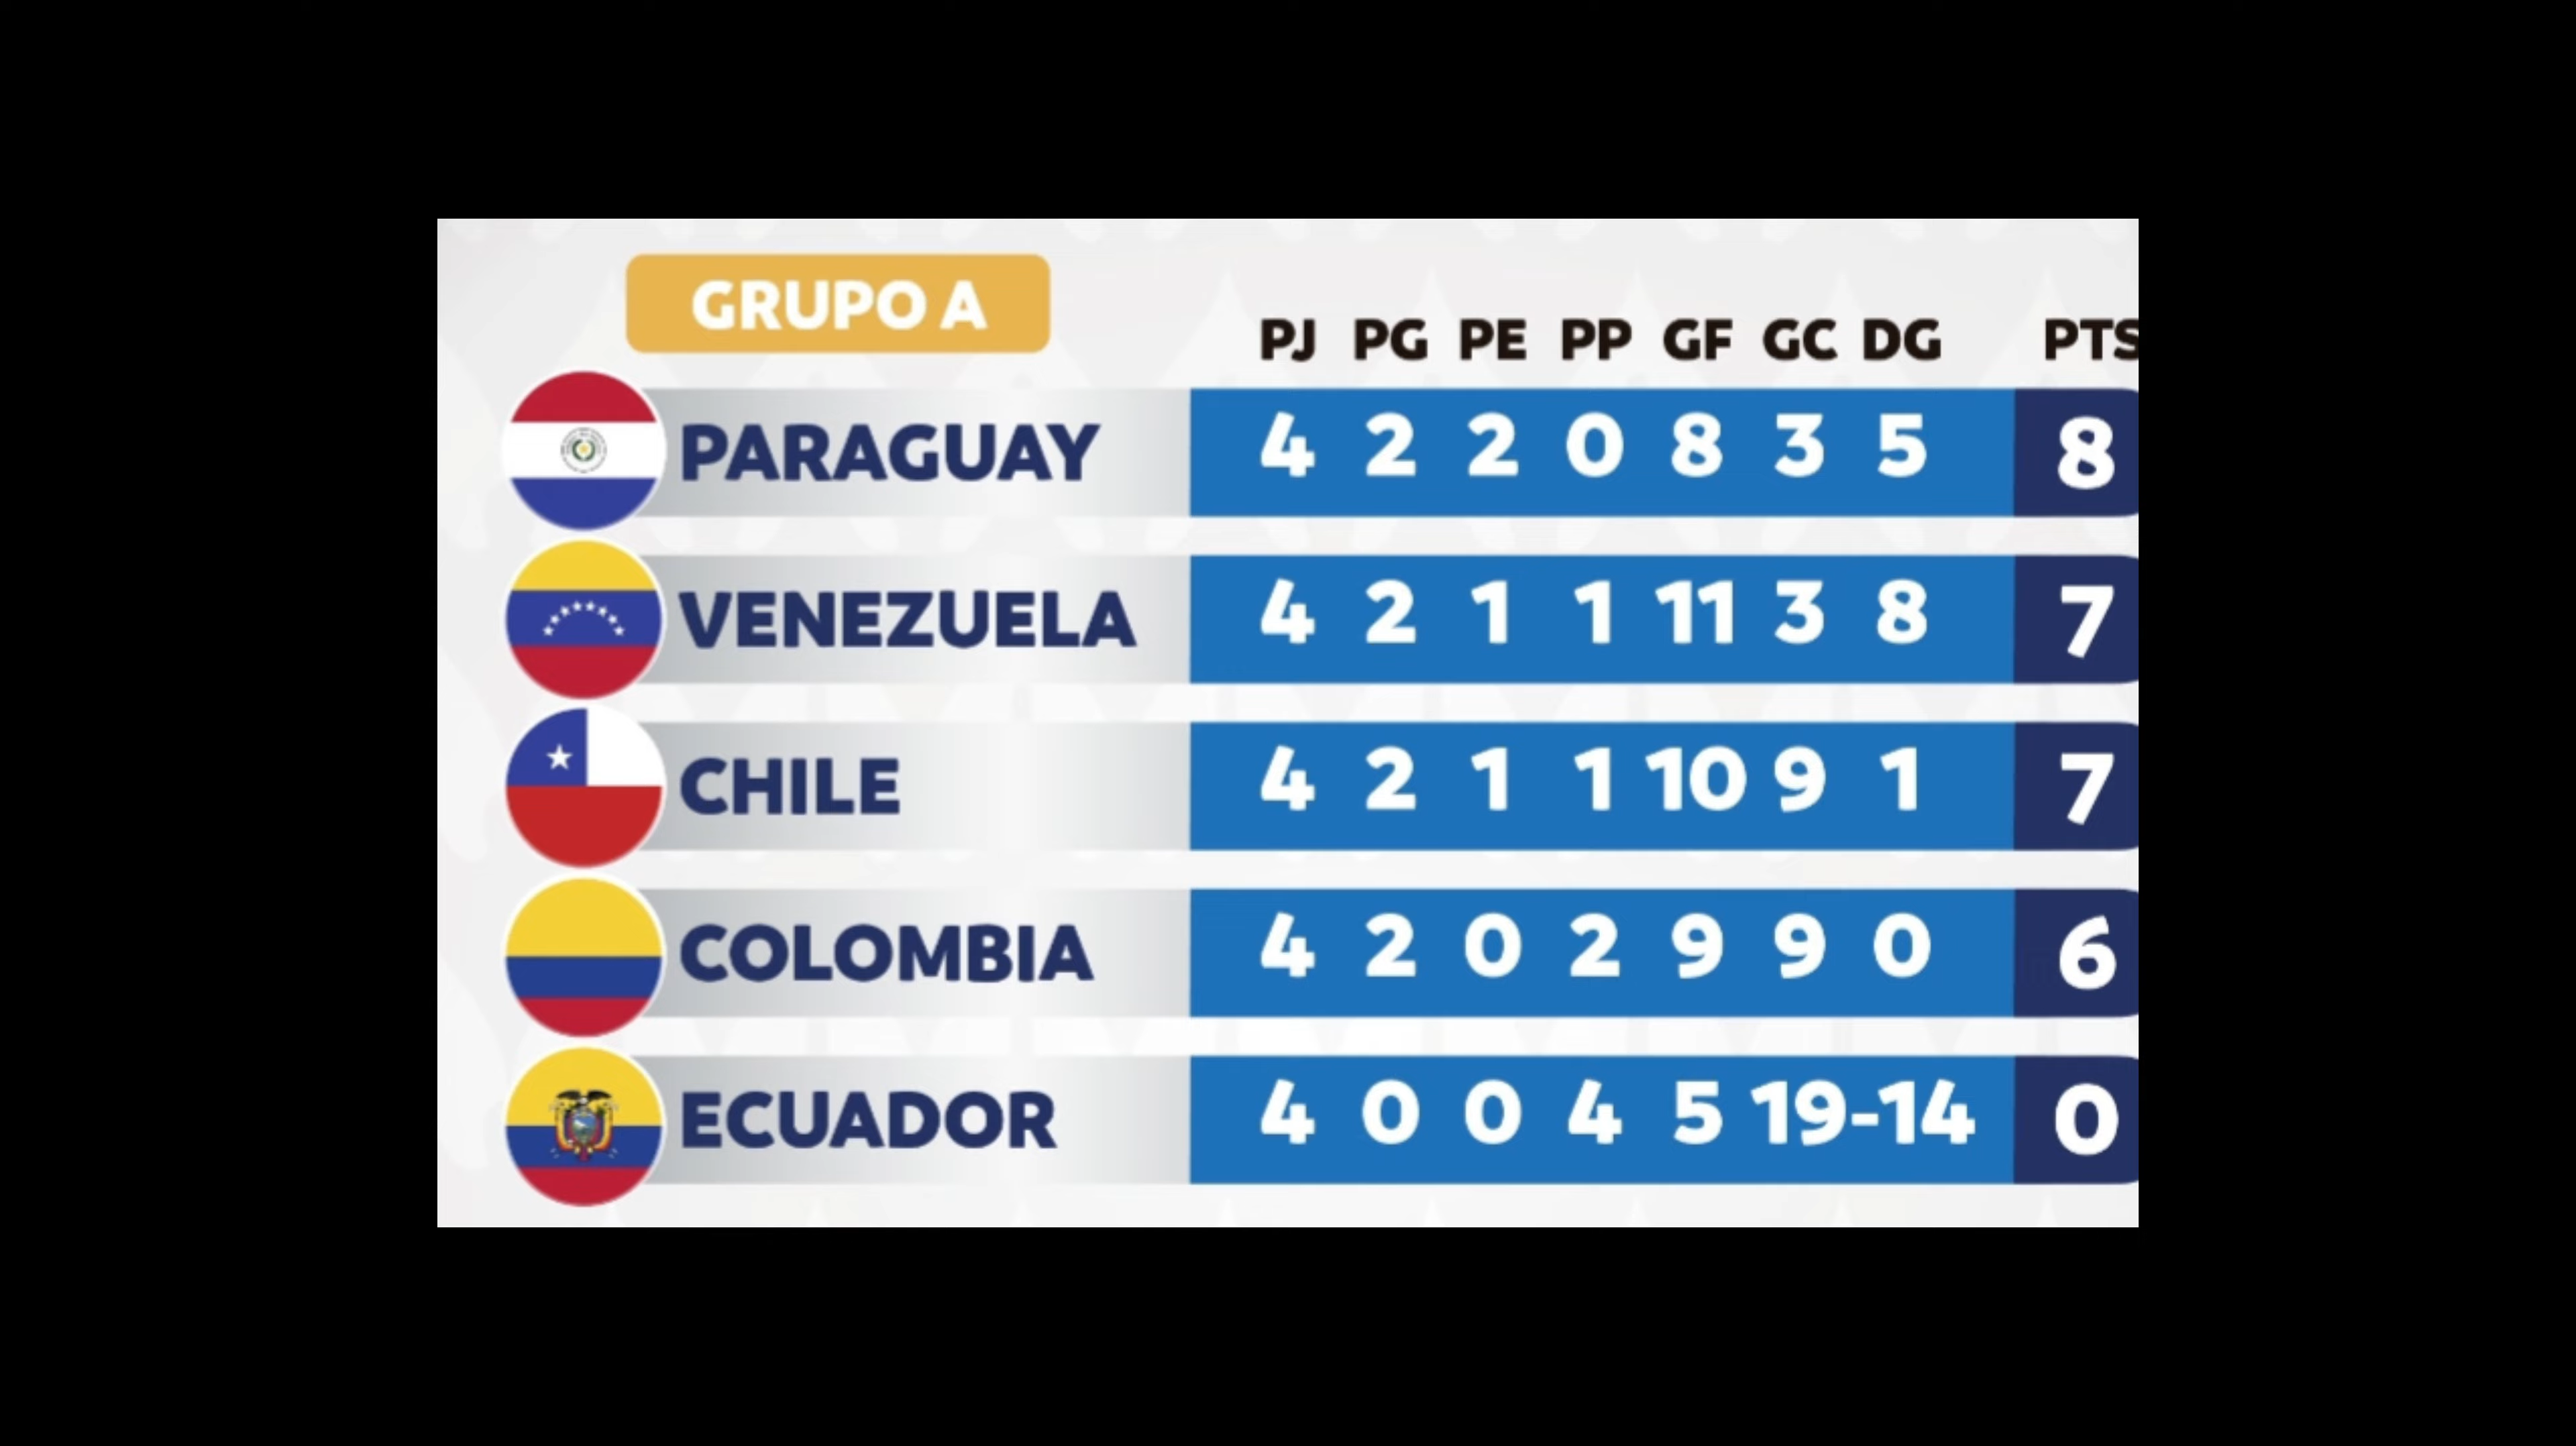 GRUPO A
PJ PG PE PP GF GC DG PTS
PARAGUAY 4 2 2 0 8 3 5 8
VENEZUELA 4 2 1 1 11 3 8 7
CHILE 4 2 1 1 10 9 1 7
COLOMBIA 4 2 0 2 9 9 0 6
ECUADOR 4 0 0 4 5 19 -14 0